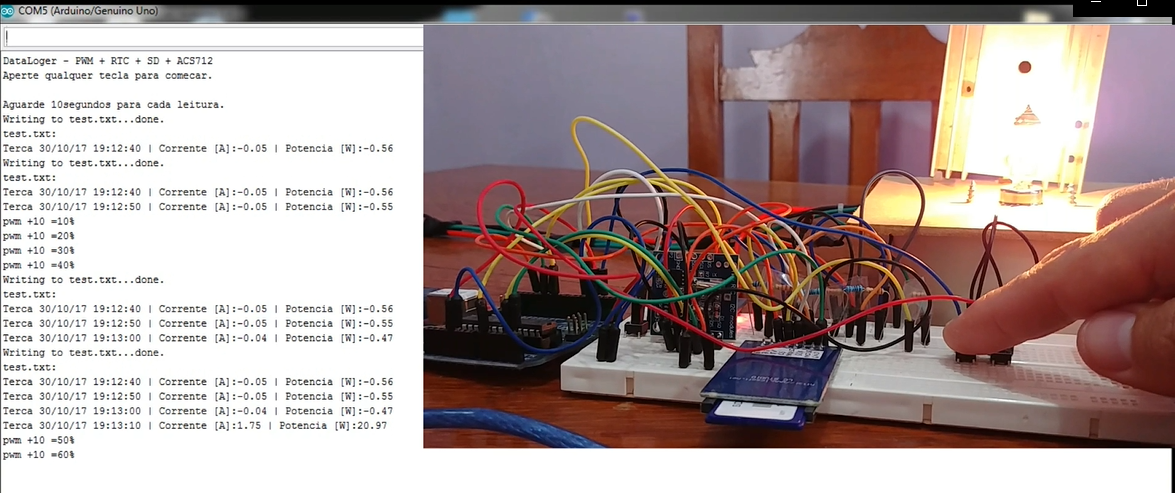 COM5 (Arduino/Genuino Uno)
DataLoger - PWM + RTC + SD + ACS712
Aperte qualquer tecla para comecar.
Aguarde 10segundos para cada leitura.
Writing to test.txt...done.
test.txt:
Terca 30/10/17 19:12:40 | Corrente [A]:-0.05 | Potencia [W]:-0.56
Writing to test.txt...done.
test.txt:
Terca 30/10/17 19:12:40 | Corrente [A]:-0.05 | Potencia [W]:-0.56
Terca 30/10/17 19:12:50 | Corrente [A]:-0.05 | Potencia [W]:-0.55
pwm +10 =10%
pwm +10 =20%
pwm +10 =30%
pwm +10 =40%
Writing to test.txt...done.
test.txt:
Terca 30/10/17 19:12:40 | Corrente [A]:-0.05 | Potencia [W]:-0.56
Terca 30/10/17 19:12:50 | Corrente [A]:-0.05 | Potencia [W]:-0.55
Terca 30/10/17 19:13:00 | Corrente [A]:-0.04 | Potencia [W]:-0.47
Writing to test.txt...done.
test.txt:
Terca 30/10/17 19:12:40 | Corrente [A]:-0.05 | Potencia [W]:-0.56
Terca 30/10/17 19:12:50 | Corrente [A]:-0.05 | Potencia [W]:-0.55
Terca 30/10/17 19:13:00 | Corrente [A]:-0.04 | Potencia [W]:-0.47
Terca 30/10/17 19:13:10 | Corrente [A]:1.75 | Potencia [W]:20.97
pwm +10 =50%
pwm +10 =60%